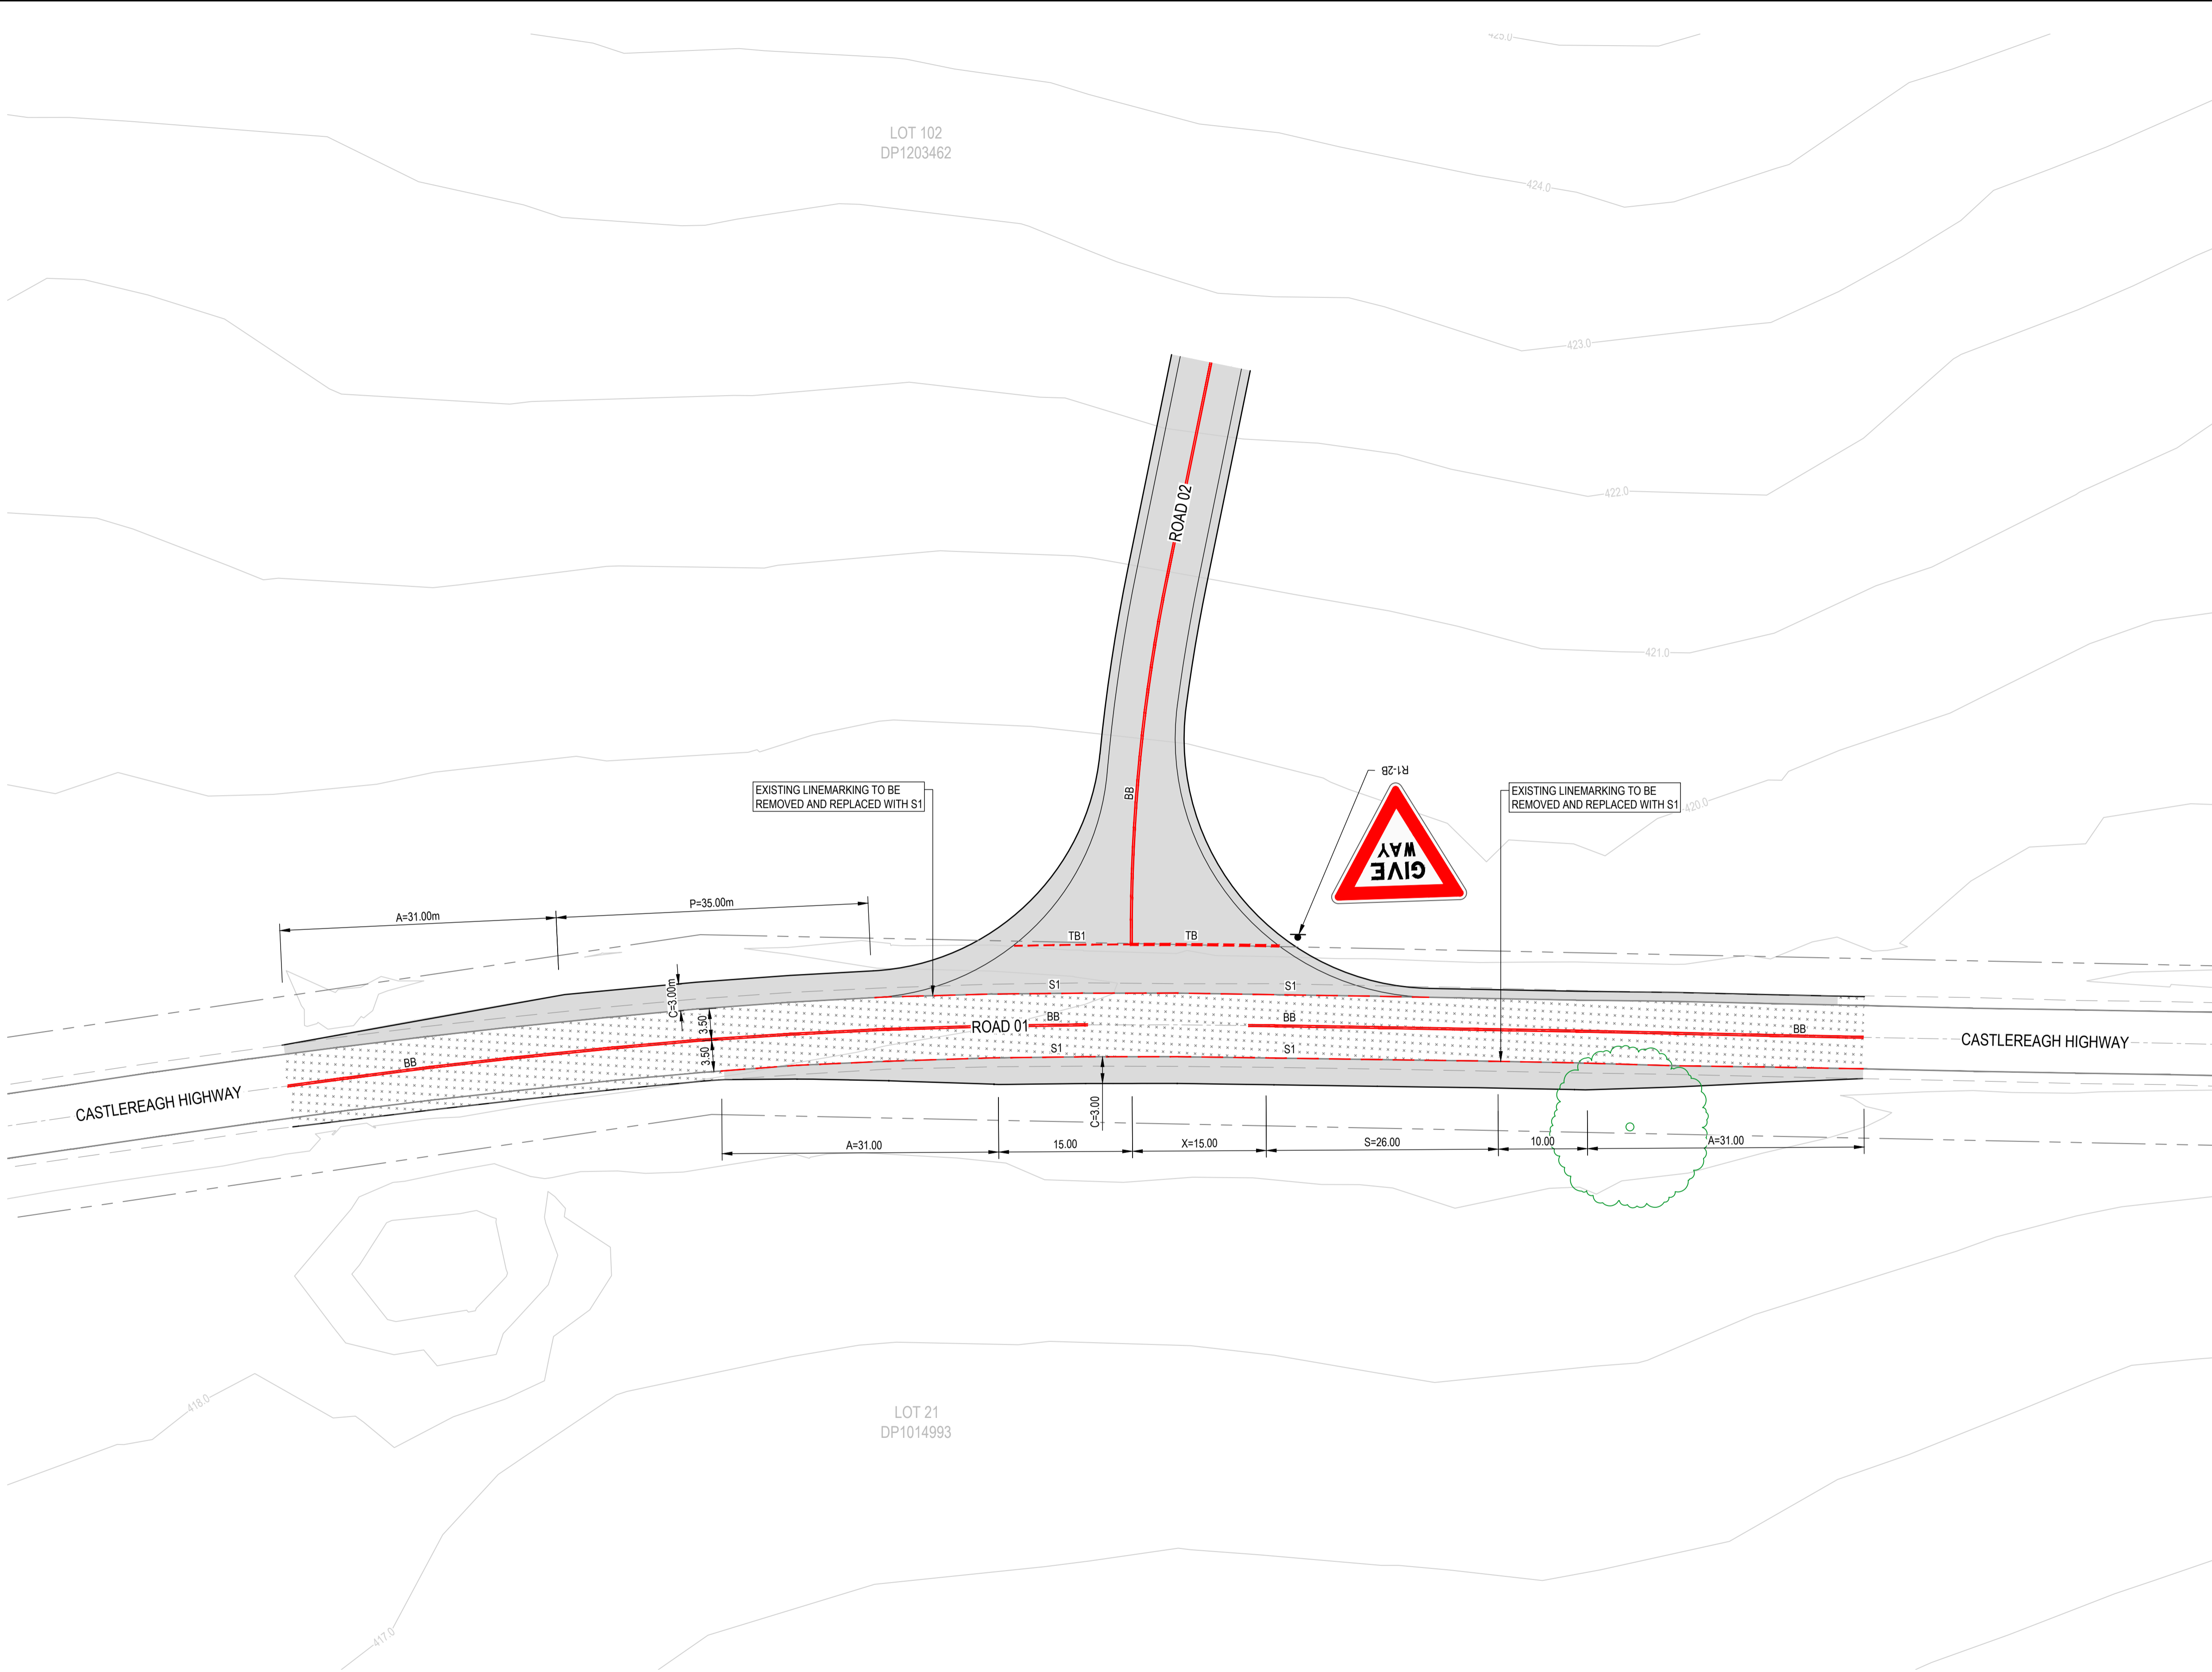 425.0
LOT 102
DP1203462
424.0
423.0
422.0
ROAD 02
421.0
R1-2B
EXISTING LINEMARKING TO BE
REMOVED AND REPLACED WITH S1
BB
EXISTING LINEMARKING TO BE
REMOVED AND REPLACED WITH S1
420.0
GIVE
WAY
A=31.00m
P=35.00m
TB1
TB
C=3.00m
S1
S1
3.50
ROAD 01
BB
BB
BB
CASTLEREAGH HIGHWAY
3.50
S1
S1
BB
CASTLEREAGH HIGHWAY
C=3.00
A=31.00
15.00
X=15.00
S=26.00
10.00
A=31.00
418.0
LOT 21
DP1014993
417.0